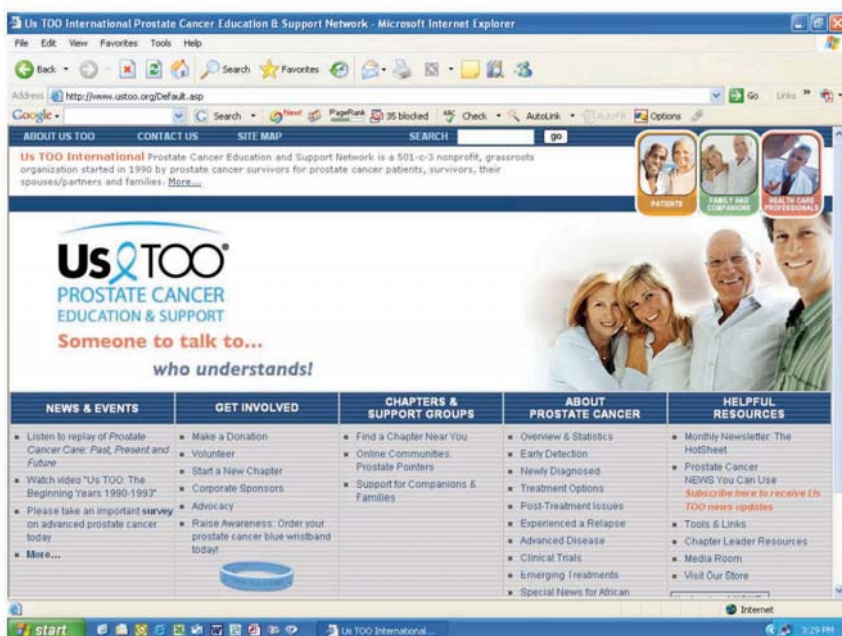 Us TOO International Prostate Cancer Education & Support Network - Microsoft Internet Explorer
File Edit View Favorites Tools Help
Back Search Favorites
Address http://www.ustoo.org/Default.asp Go Links »
Google Search New! PageRank 35 blocked Check AutoLink AutoFill Options
ABOUT US TOO CONTACT US SITE MAP SEARCH go
Us TOO International Prostate Cancer Education and Support Network is a 501-c-3 nonprofit, grassroots
organization started in 1990 by prostate cancer survivors for prostate cancer patients, survivors, their
spouses/partners and families. More...
PATIENTS
FAMILY AND
COMPANIONS
HEALTH CARE
PROFESSIONALS
Us TOO®
PROSTATE CANCER
EDUCATION & SUPPORT
Someone to talk to...
who understands!
NEWS & EVENTS
Listen to replay of Prostate
Cancer Care: Past, Present and
Future
Watch video "Us TOO: The
Beginning Years 1990-1993"
Please take an important survey
on advanced prostate cancer
today
More...
GET INVOLVED
Make a Donation
Volunteer
Start a New Chapter
Corporate Sponsors
Advocacy
Raise Awareness: Order your
prostate cancer blue wristband
today!
CHAPTERS &
SUPPORT GROUPS
Find a Chapter Near You
Online Communities:
Prostate Pointers
Support for Companions &
Families
ABOUT
PROSTATE CANCER
Overview & Statistics
Early Detection
Newly Diagnosed
Treatment Options
Post-Treatment Issues
Experienced a Relapse
Advanced Disease
Clinical Trials
Emerging Treatments
Special News for African
HELPFUL
RESOURCES
Monthly Newsletter: The
HotSheet
Prostate Cancer
NEWS You Can Use
Subscribe here to receive Us
TOO news updates
Tools & Links
Chapter Leader Resources
Media Room
Visit Our Store
Internet
start Us TOO International... 3:29 PM